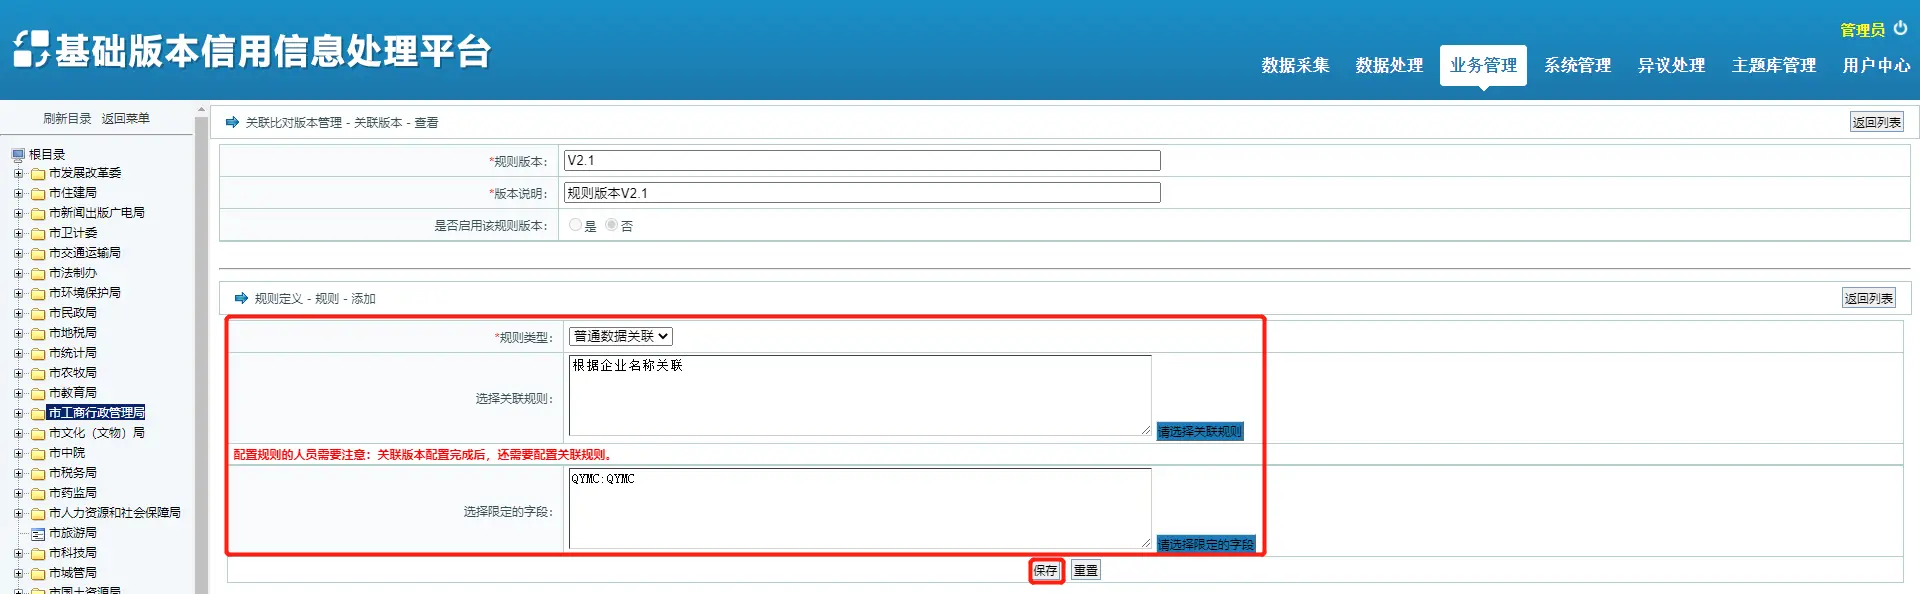 基础版本信用信息处理平台
管理员
数据采集 数据处理 业务管理 系统管理 异议处理 主题库管理 用户中心
刷新目录 返回菜单
根目录
市发展改革委
市住建局
市新闻出版广电局
市卫计委
市交通运输局
市法制办
市环境保护局
市民政局
市地税局
市统计局
市农牧局
市教育局
市工商行政管理局
市文化（文物）局
市中院
市税务局
市药监局
市人力资源和社会保障局
市旅游局
市科技局
市城管局
市国土资源局
关联比对版本管理 - 关联版本 - 查看
返回列表
*规则版本: V2.1
*版本说明: 规则版本V2.1
是否启用该规则版本: 是 否
规则定义 - 规则 - 添加
返回列表
*规则类型: 普通数据关联
选择关联规则: 根据企业名称关联
请选择关联规则
配置规则的人员需要注意：关联版本配置完成后，还需要配置关联规则。
选择限定的字段: QYMC:QYMC
请选择限定的字段
保存 重置